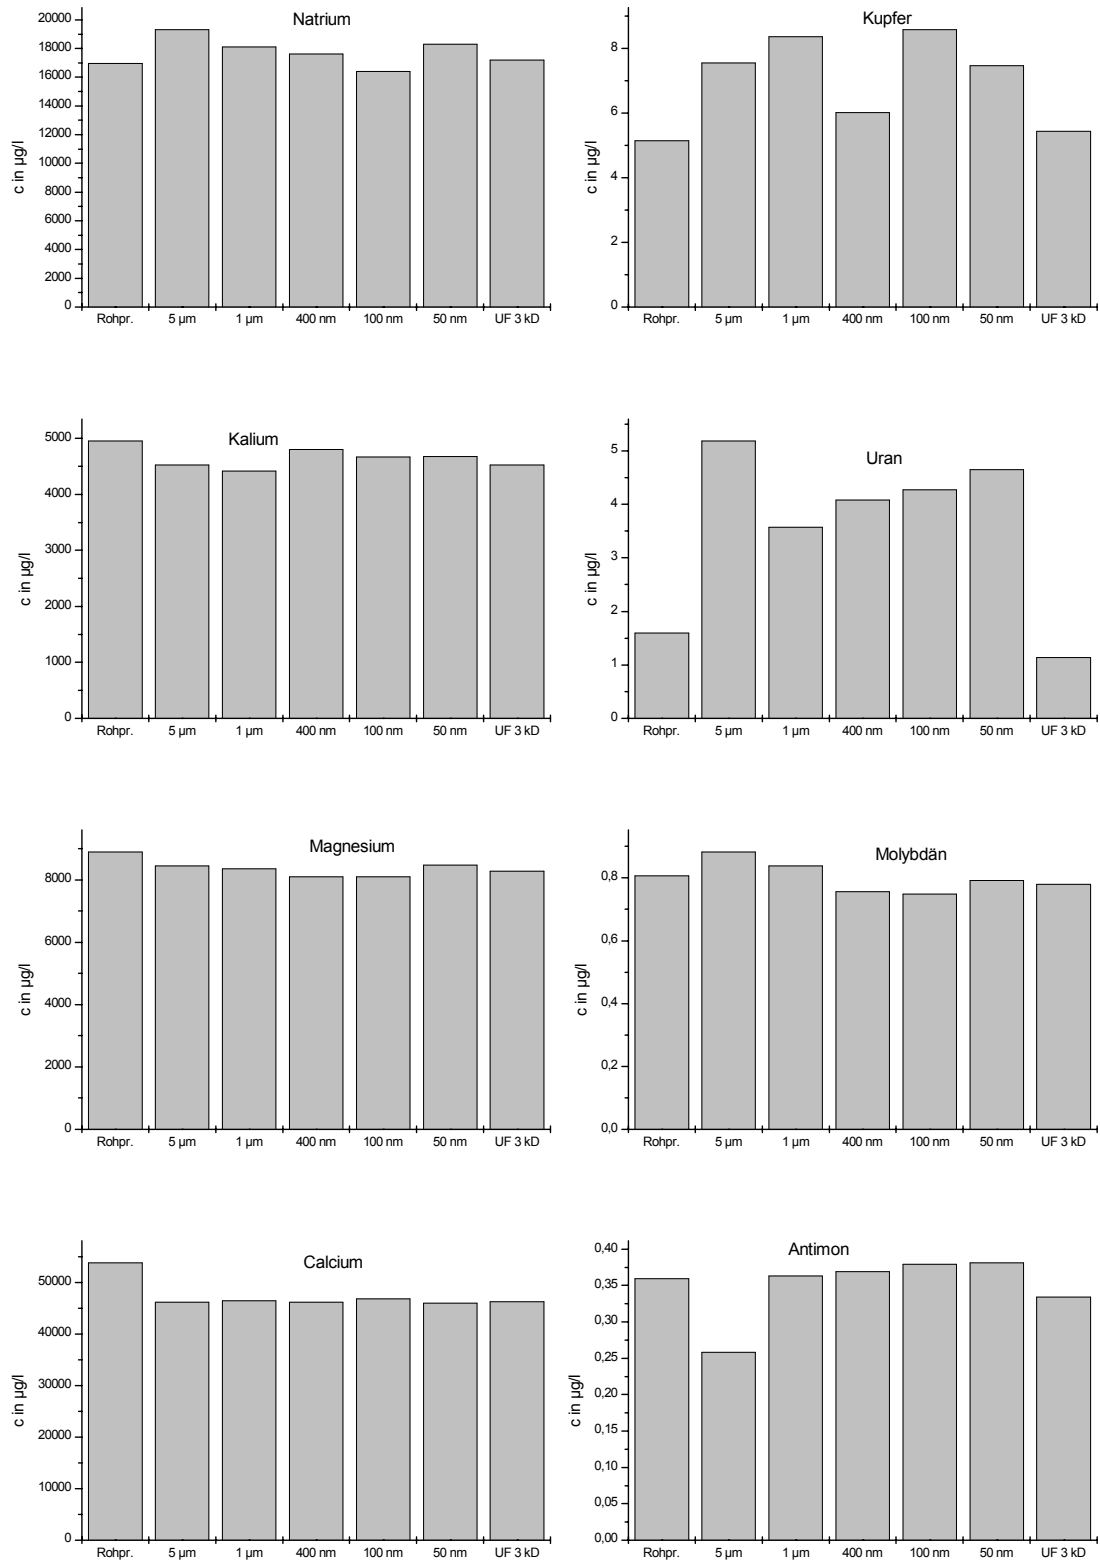 Natrium
c in µg/l
20000
18000
16000
14000
12000
10000
8000
6000
4000
2000
0
Rohpr. 5 µm 1 µm 400 nm 100 nm 50 nm UF 3 kD
Kupfer
c in µg/l
8
6
4
2
0
Rohpr. 5 µm 1 µm 400 nm 100 nm 50 nm UF 3 kD
Kalium
c in µg/l
5000
4000
3000
2000
1000
0
Rohpr. 5 µm 1 µm 400 nm 100 nm 50 nm UF 3 kD
Uran
c in µg/l
5
4
3
2
1
0
Rohpr. 5 µm 1 µm 400 nm 100 nm 50 nm UF 3 kD
Magnesium
c in µg/l
8000
6000
4000
2000
0
Rohpr. 5 µm 1 µm 400 nm 100 nm 50 nm UF 3 kD
Molybdän
c in µg/l
0,8
0,6
0,4
0,2
0,0
Rohpr. 5 µm 1 µm 400 nm 100 nm 50 nm UF 3 kD
Calcium
c in µg/l
50000
40000
30000
20000
10000
0
Rohpr. 5 µm 1 µm 400 nm 100 nm 50 nm UF 3 kD
Antimon
c in µg/l
0,40
0,35
0,30
0,25
0,20
0,15
0,10
0,05
0,00
Rohpr. 5 µm 1 µm 400 nm 100 nm 50 nm UF 3 kD